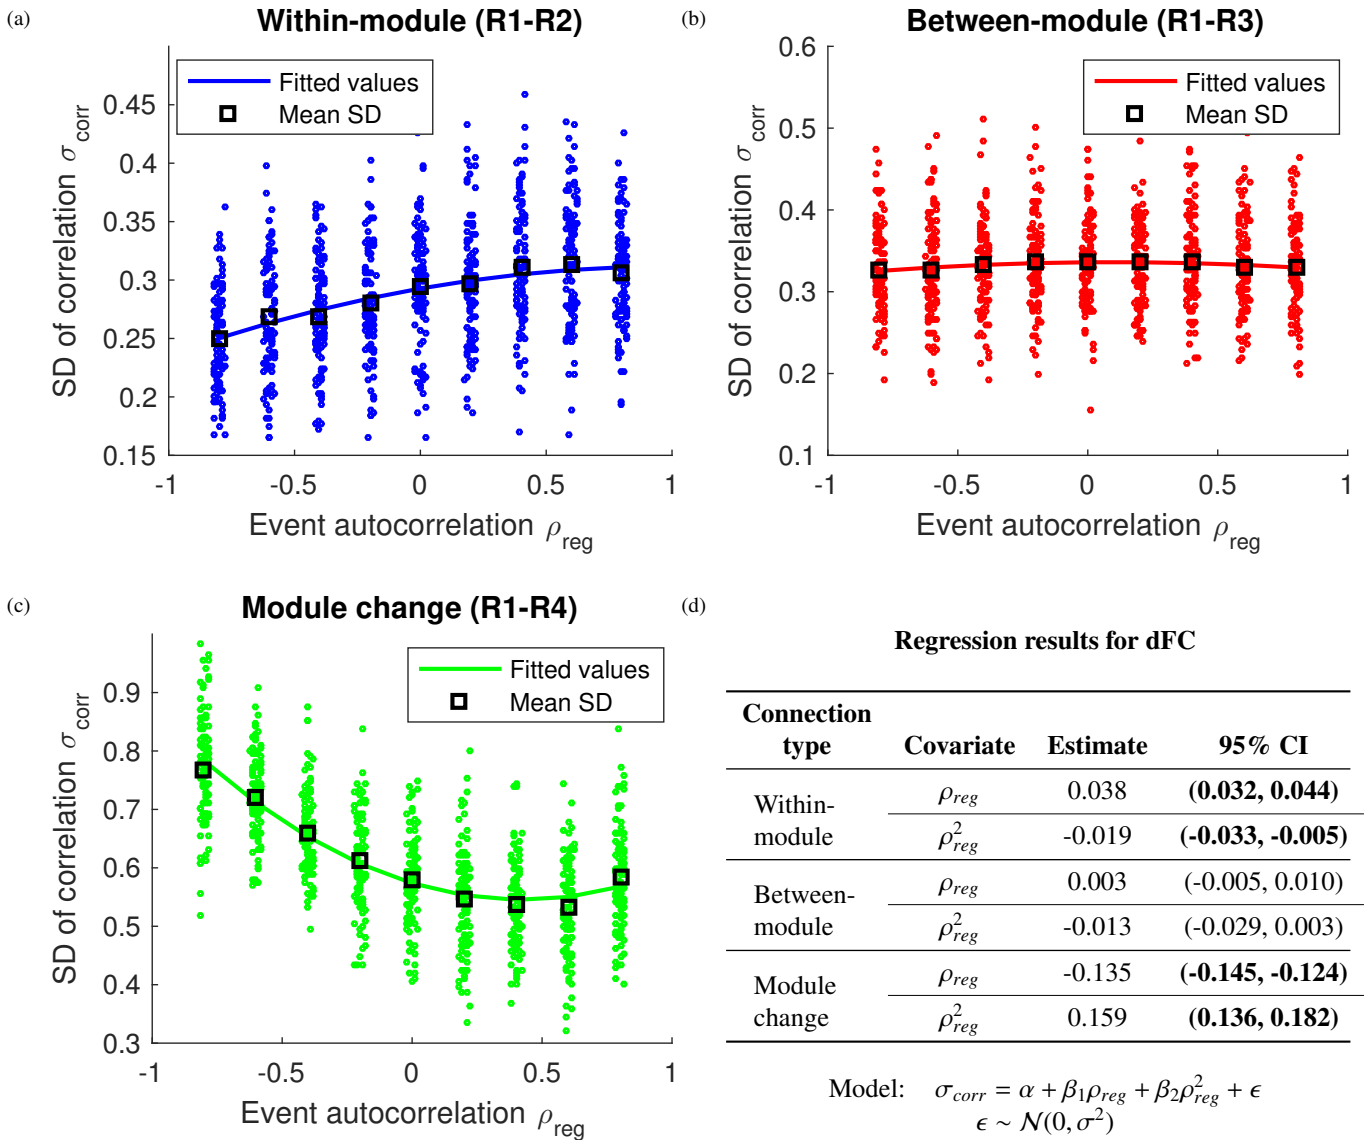 (a)
Within-module (R1-R2)
Fitted values
Mean SD
SD of correlation σcorr
0.45
0.4
0.35
0.3
0.25
0.2
0.15
-1 -0.5 0 0.5 1
Event autocorrelation ρreg
(b)
Between-module (R1-R3)
Fitted values
Mean SD
SD of correlation σcorr
0.6
0.5
0.4
0.3
0.2
0.1
-1 -0.5 0 0.5 1
Event autocorrelation ρreg
(c)
Module change (R1-R4)
Fitted values
Mean SD
SD of correlation σcorr
0.9
0.8
0.7
0.6
0.5
0.4
0.3
-1 -0.5 0 0.5 1
Event autocorrelation ρreg
(d)
Regression results for dFC
Connection type Covariate Estimate 95% CI
Within-module ρreg 0.038 (0.032, 0.044)
ρ²reg -0.019 (-0.033, -0.005)
Between-module ρreg 0.003 (-0.005, 0.010)
ρ²reg -0.013 (-0.029, 0.003)
Module change ρreg -0.135 (-0.145, -0.124)
ρ²reg 0.159 (0.136, 0.182)
Model: σcorr = α + β₁ρreg + β₂ρ²reg + ϵ
ϵ ∼ N(0, σ²)